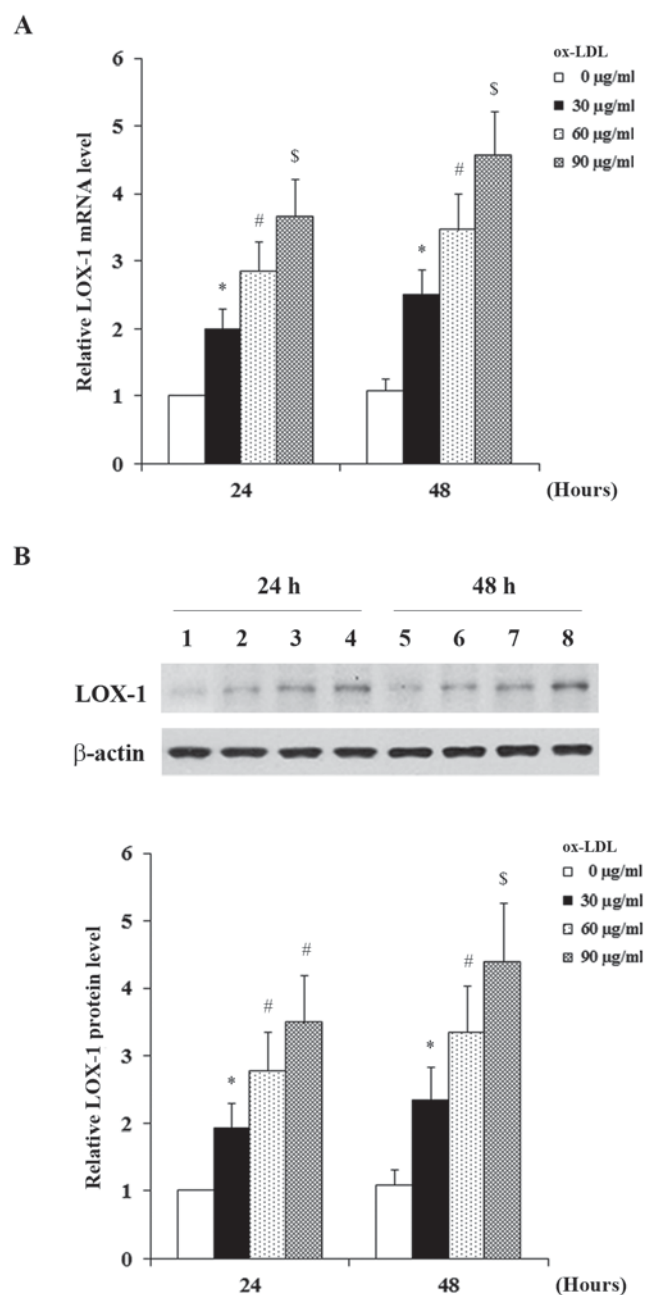 A
Relative LOX-1 mRNA level
6
5
4
3
2
1
0
* # $ * # $
24 48 (Hours)
ox-LDL
0 µg/ml
30 µg/ml
60 µg/ml
90 µg/ml
B
24 h 48 h
1 2 3 4 5 6 7 8
LOX-1
β-actin
Relative LOX-1 protein level
6
5
4
3
2
1
0
* # # * # $
24 48 (Hours)
ox-LDL
0 µg/ml
30 µg/ml
60 µg/ml
90 µg/ml